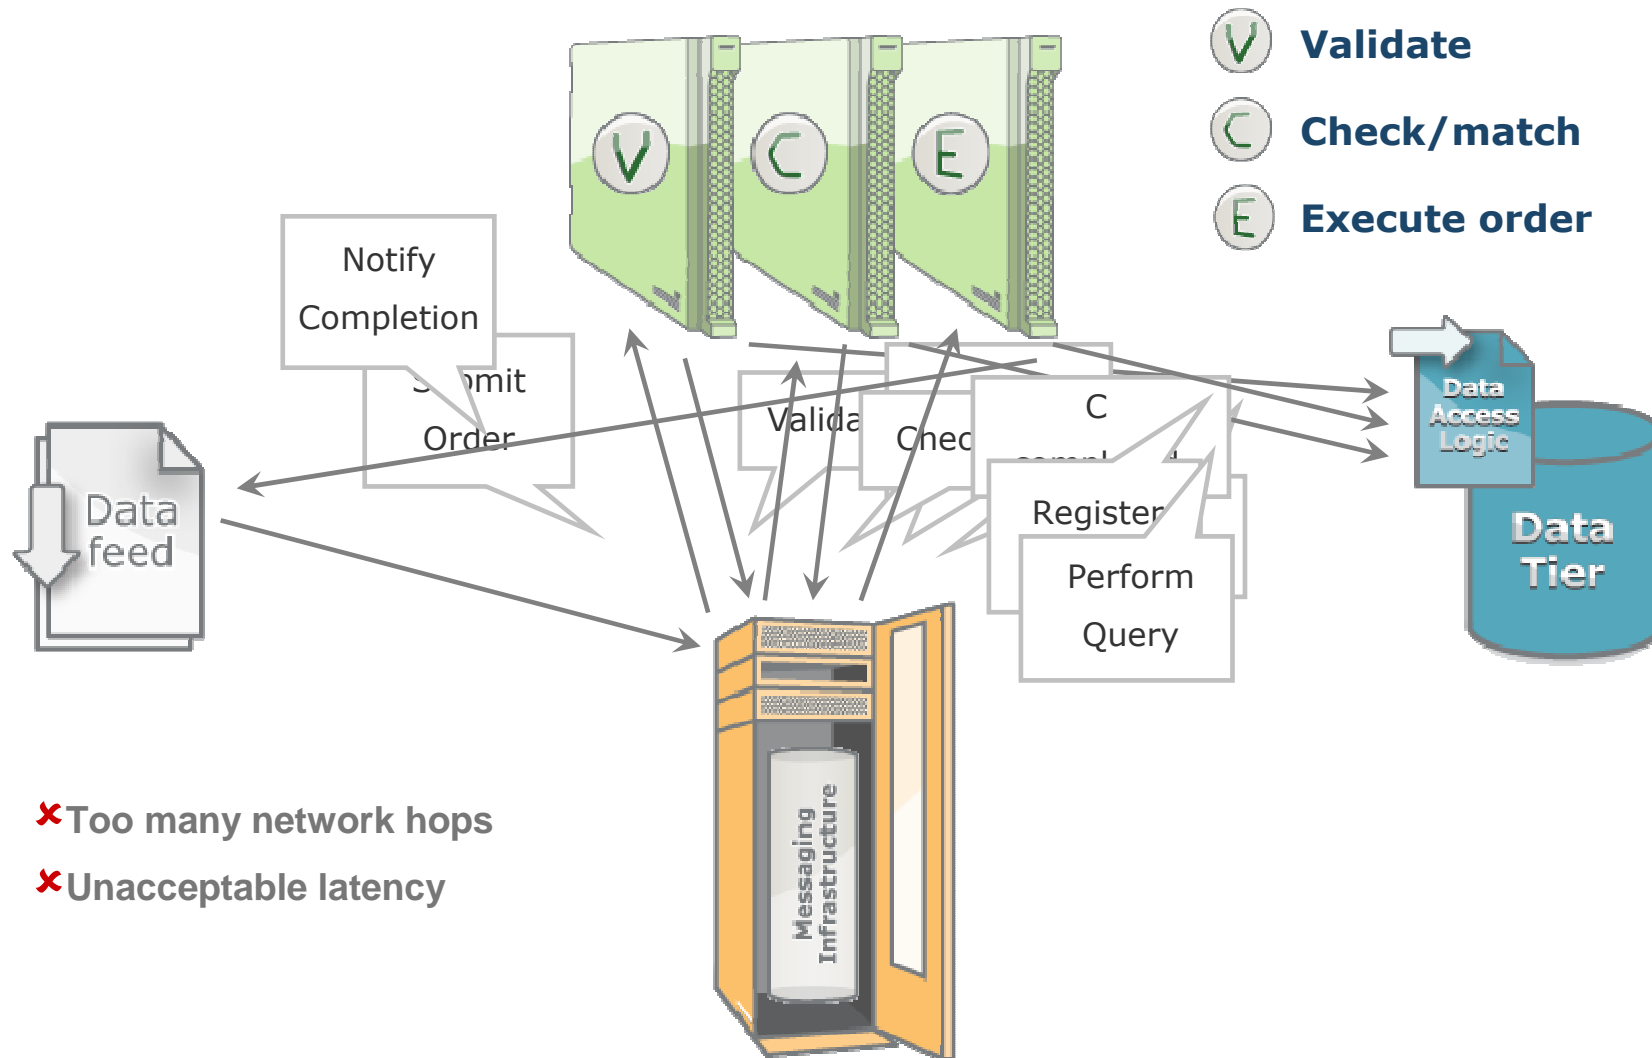 V
Validate
C
Check/match
E
Execute order
V
C
E
Notify
Completion
Order
C
Register
Perform
Query
Data
feed
Data
Access
Logic
Data
Tier
Messaging
Infrastructure
✘Too many network hops
✘Unacceptable latency